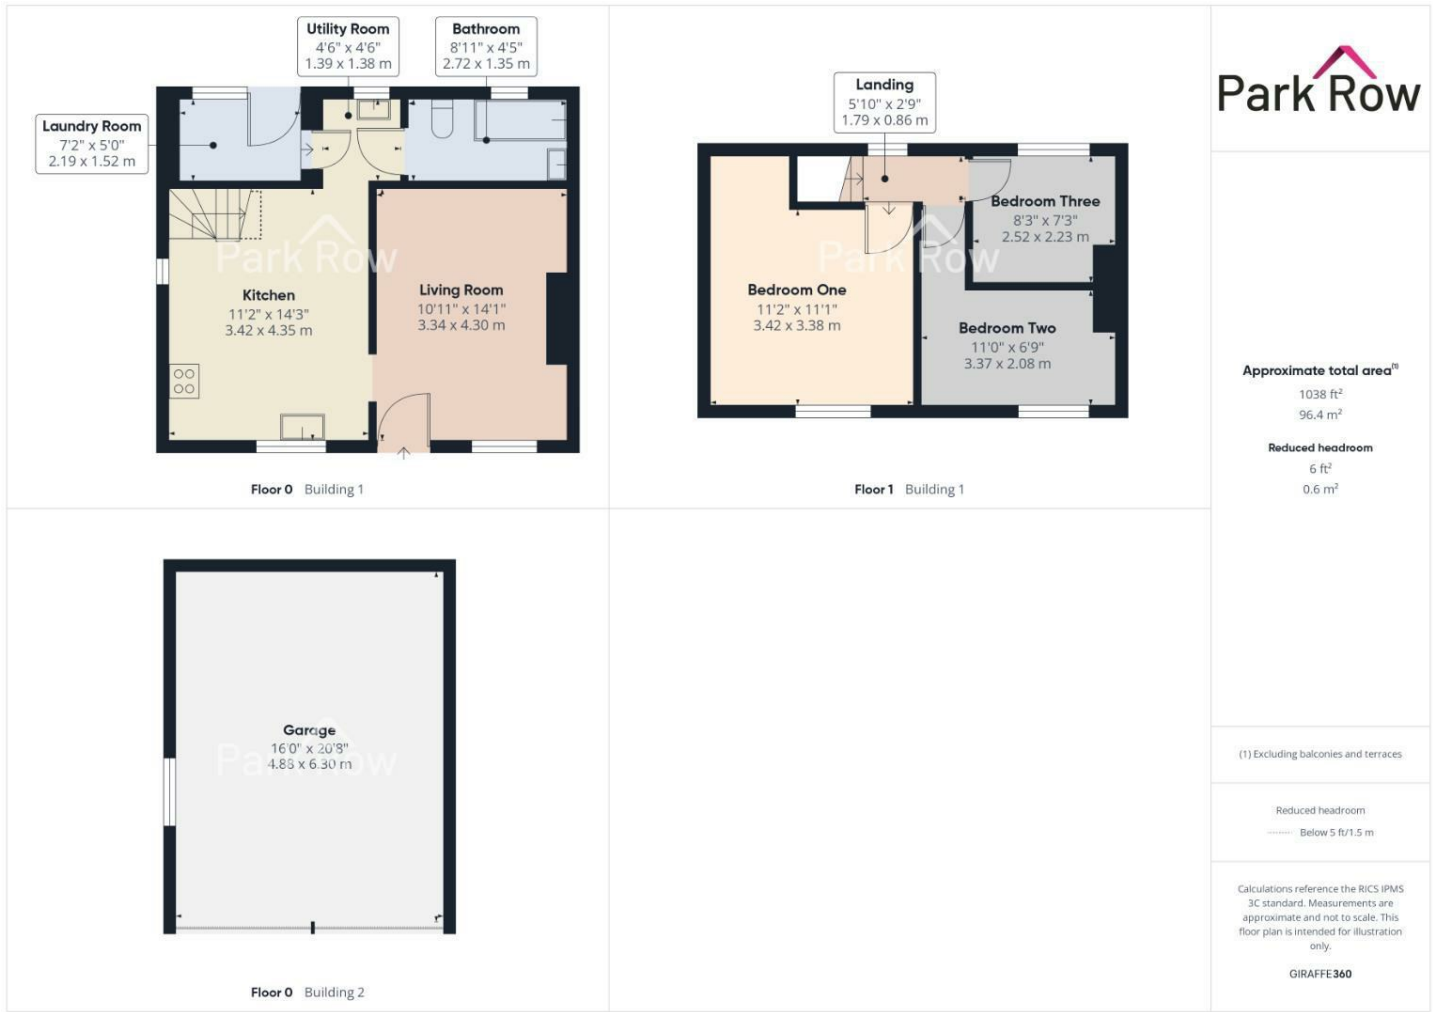 Utility Room
4'6" x 4'6"
1.39 x 1.38 m
Bathroom
8'11" x 4'5"
2.72 x 1.35 m
Laundry Room
7'2" x 5'0"
2.19 x 1.52 m
Park Row
Kitchen
11'2" x 14'3"
3.42 x 4.35 m
Living Room
10'11" x 14'1"
3.34 x 4.30 m
Floor 0 Building 1
Landing
5'10" x 2'9"
1.79 x 0.86 m
Bedroom Three
8'3" x 7'3"
2.52 x 2.23 m
Park Row
Bedroom One
11'2" x 11'1"
3.42 x 3.38 m
Bedroom Two
11'0" x 6'9"
3.37 x 2.08 m
Floor 1 Building 1
Garage
16'0" x 20'8"
4.88 x 6.30 m
Park Row
Floor 0 Building 2
Park Row
Approximate total area(1)
1038 ft²
96.4 m²
Reduced headroom
6 ft²
0.6 m²
(1) Excluding balconies and terraces
Reduced headroom
Below 5 ft/1.5 m
Calculations reference the RICS IPMS
3C standard. Measurements are
approximate and not to scale. This
floor plan is intended for illustration
only.
GIRAFFE360